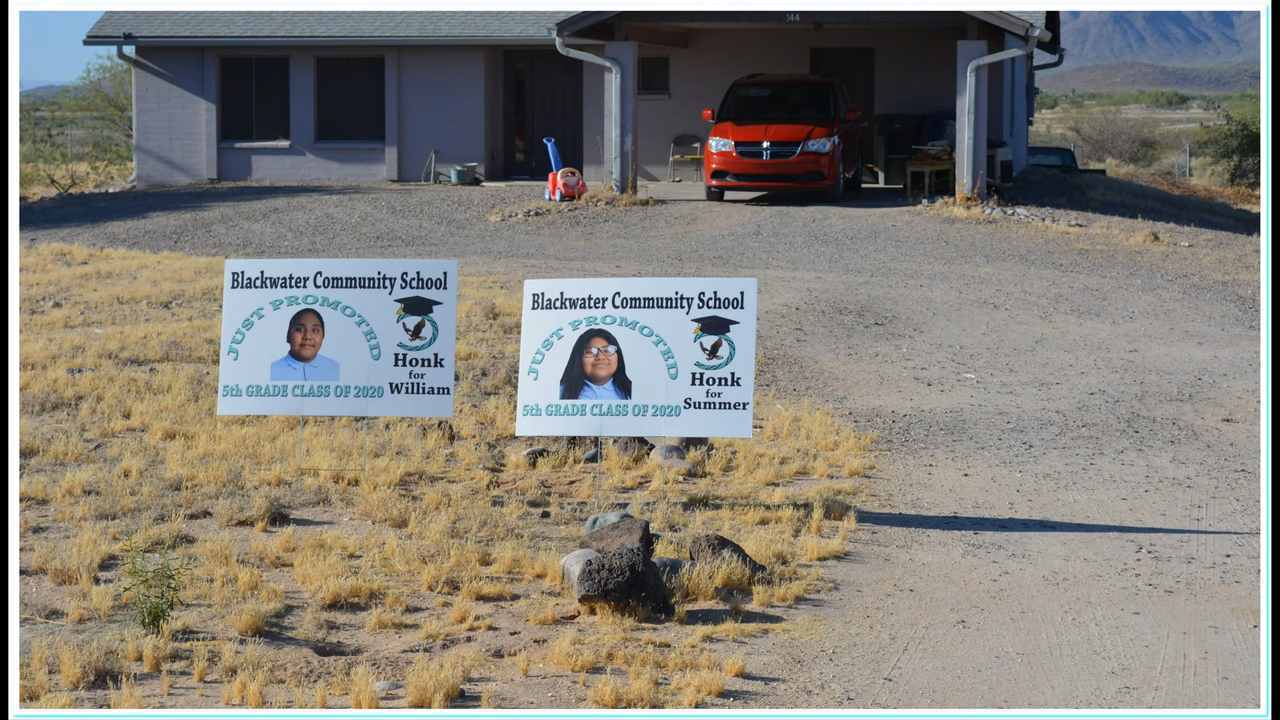 144
Blackwater Community School
JUST PROMOTED
Honk
for
William
5th GRADE CLASS OF 2020
Blackwater Community School
JUST PROMOTED
Honk
for
Summer
5th GRADE CLASS OF 2020